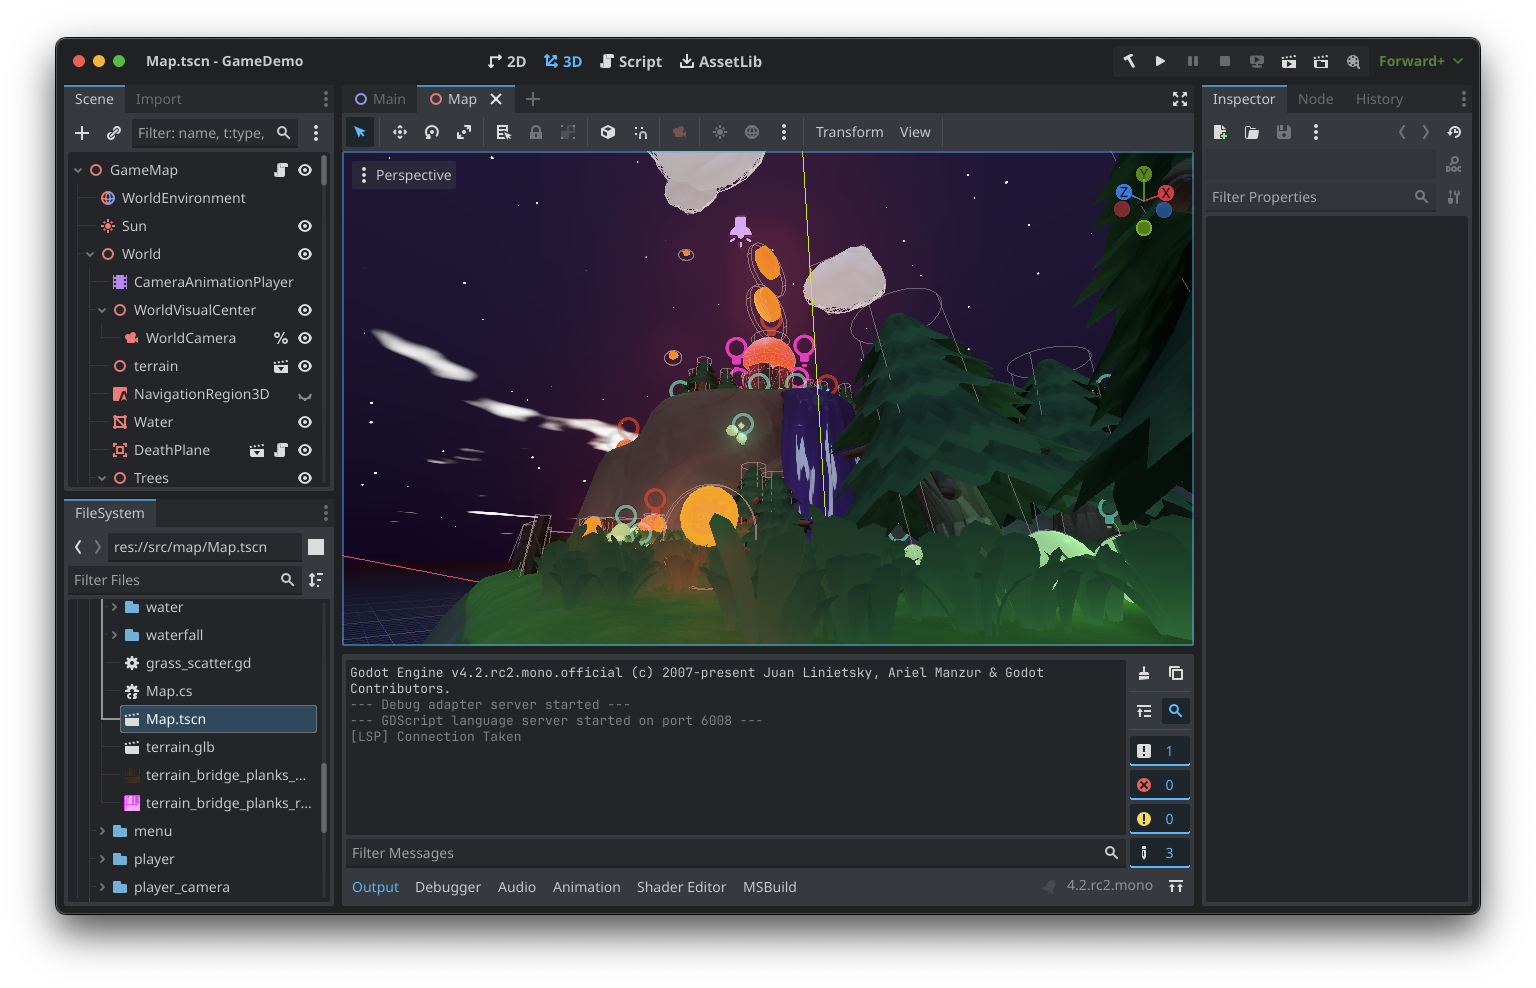 Map.tscn - GameDemo
2D
3D
Script
AssetLib
Forward+
Scene
Import
Filter: name, t:type,
GameMap
WorldEnvironment
Sun
World
CameraAnimationPlayer
WorldVisualCenter
WorldCamera
%
terrain
NavigationRegion3D
Water
DeathPlane
Trees
FileSystem
res://src/map/Map.tscn
Filter Files
water
waterfall
grass_scatter.gd
Map.cs
Map.tscn
terrain.glb
terrain_bridge_planks_...
terrain_bridge_planks_r...
menu
player
player_camera
Main
Map
Transform
View
Perspective
Y
Z
X
Godot Engine v4.2.rc2.mono.official (c) 2007-present Juan Linietsky, Ariel Manzur & Godot
Contributors.
--- Debug adapter server started ---
--- GDScript language server started on port 6008 ---
[LSP] Connection Taken
1
0
0
3
Filter Messages
Output
Debugger
Audio
Animation
Shader Editor
MSBuild
4.2.rc2.mono
Inspector
Node
History
DOC
Filter Properties